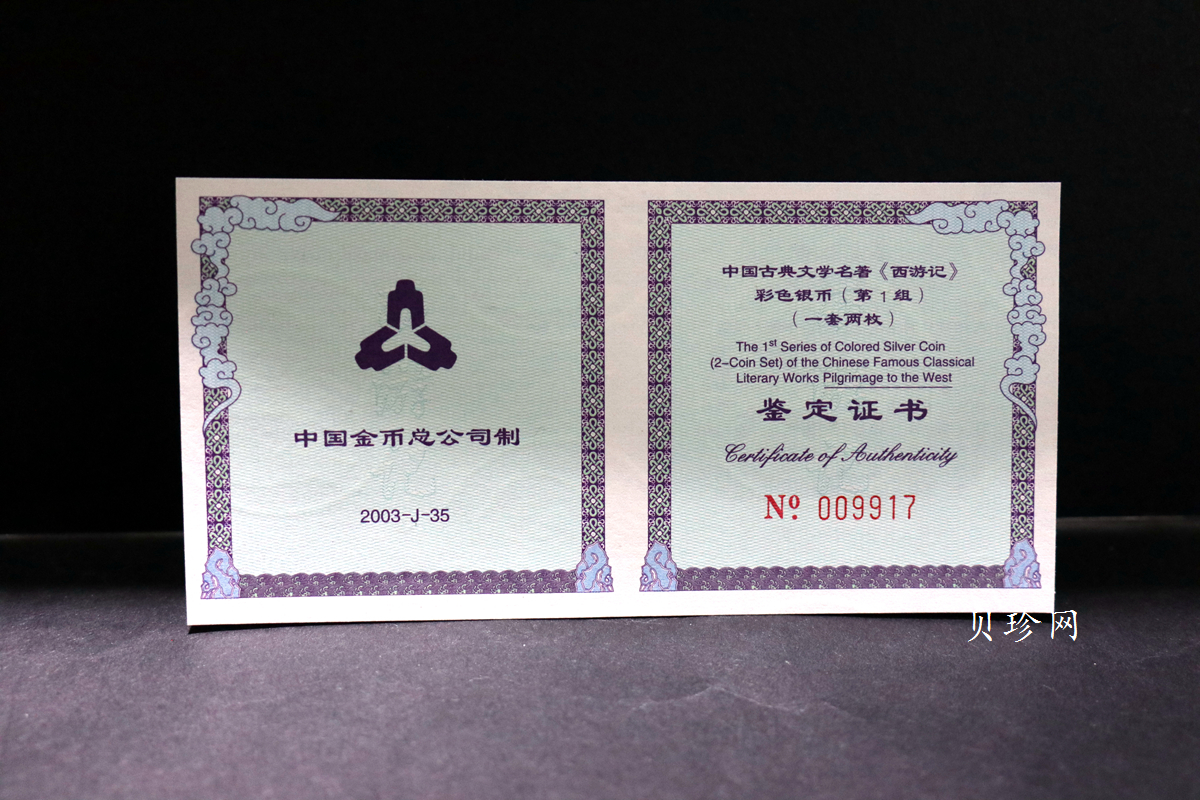 中国金币总公司制
2003-J-35
中国古典文学名著《西游记》
彩色银币（第1组）
（一套两枚）
The 1st Series of Colored Silver Coin
(2-Coin Set) of the Chinese Famous Classical
Literary Works Pilgrimage to the West
鉴定证书
Certificate of Authenticity
Nº 009917
贝珍网